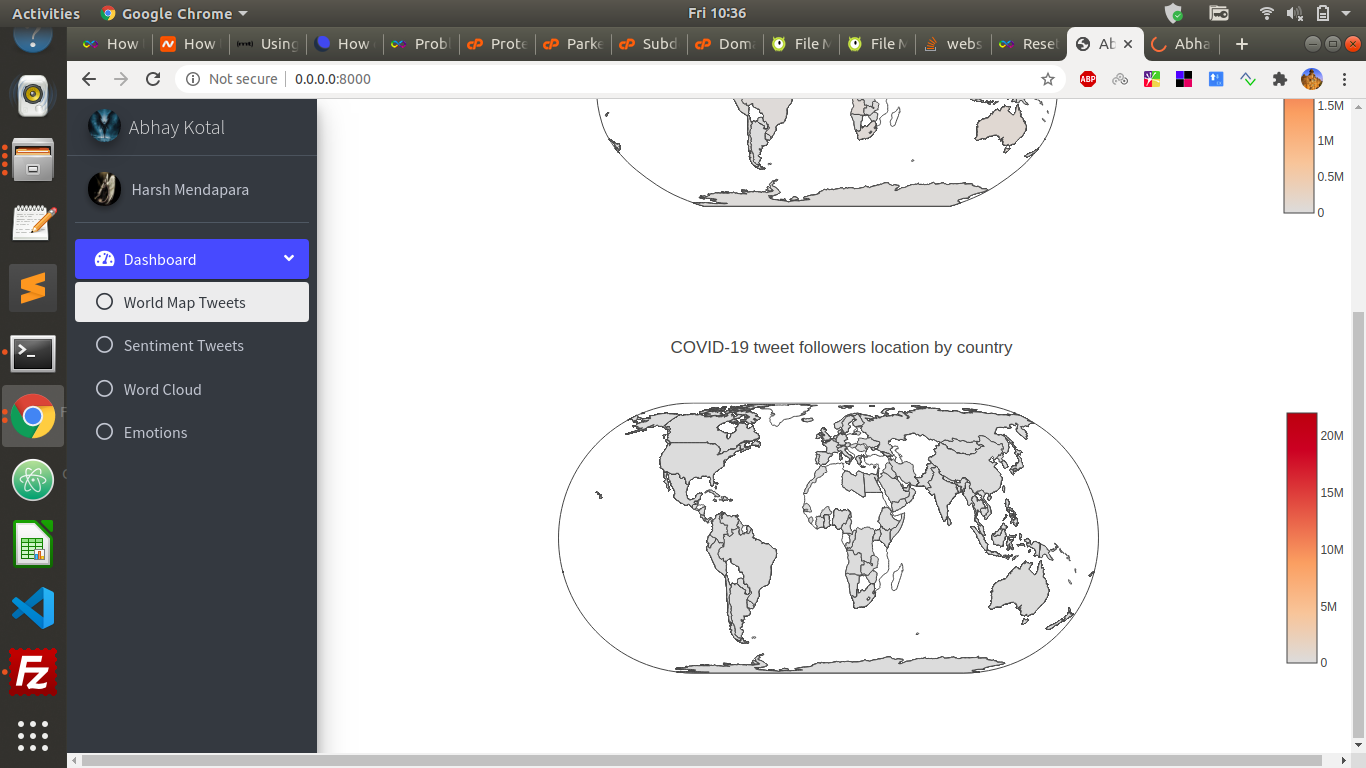 Activities
Google Chrome
Fri 10:36
How
How
Using
How
Probl
Prote
Parke
Subd
Doma
File M
File M
webs
Reset
Ab
Abha
Not secure
0.0.0.0:8000
ABP
Abhay Kotal
Harsh Mendapara
Dashboard
World Map Tweets
Sentiment Tweets
Word Cloud
Emotions
1.5M
1M
0.5M
0
COVID-19 tweet followers location by country
20M
15M
10M
5M
0